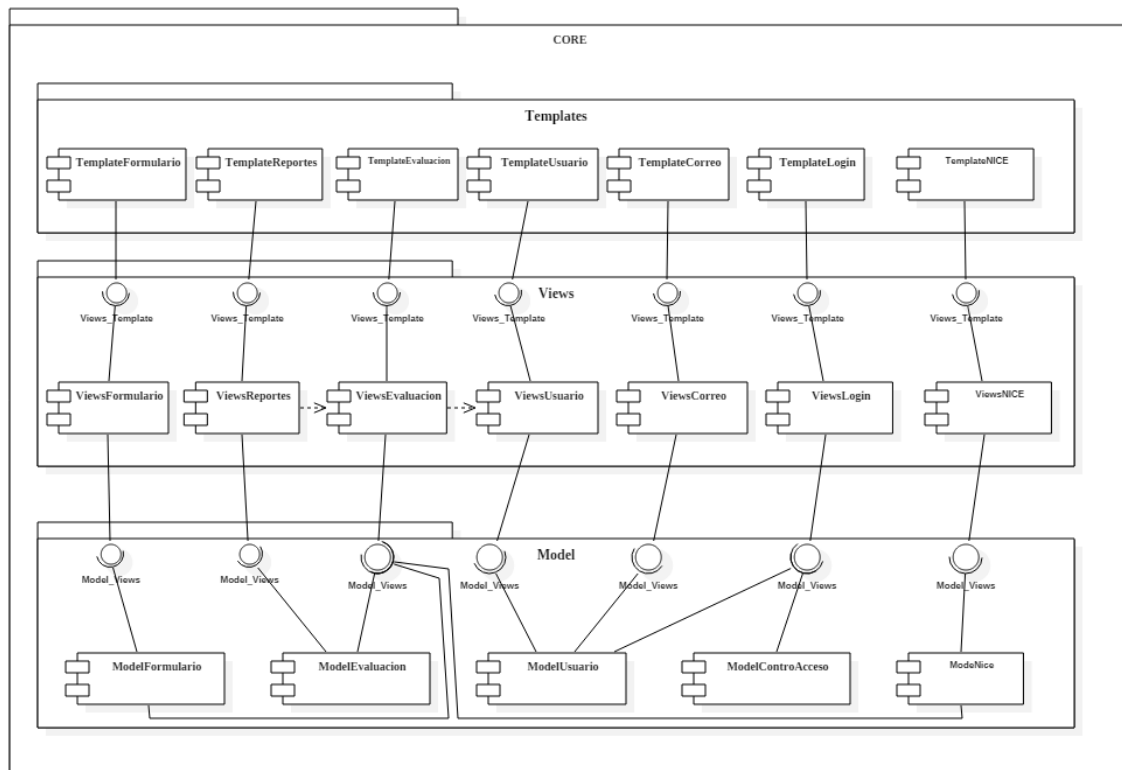 CORE
Templates
TemplateFormulario
TemplateReportes
TemplateEvaluacion
TemplateUsuario
TemplateCorreo
TemplateLogin
TemplateNICE
Views
Views_Template
Views_Template
Views_Template
Views_Template
Views_Template
Views_Template
Views_Template
ViewsFormulario
ViewsReportes
ViewsEvaluacion
ViewsUsuario
ViewsCorreo
ViewsLogin
ViewsNICE
Model
Model_Views
Model_Views
Model_Views
Model_Views
Model_Views
Model_Views
Model_Views
ModelFormulario
ModelEvaluacion
ModelUsuario
ModelControAcceso
ModeNice